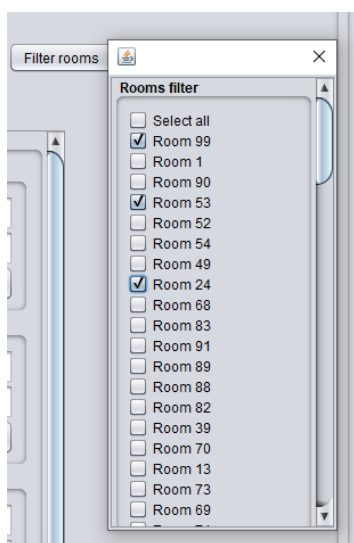 Filter rooms
Rooms filter
Select all
Room 99
Room 1
Room 90
Room 53
Room 52
Room 54
Room 49
Room 24
Room 68
Room 83
Room 91
Room 89
Room 88
Room 82
Room 39
Room 70
Room 13
Room 73
Room 69